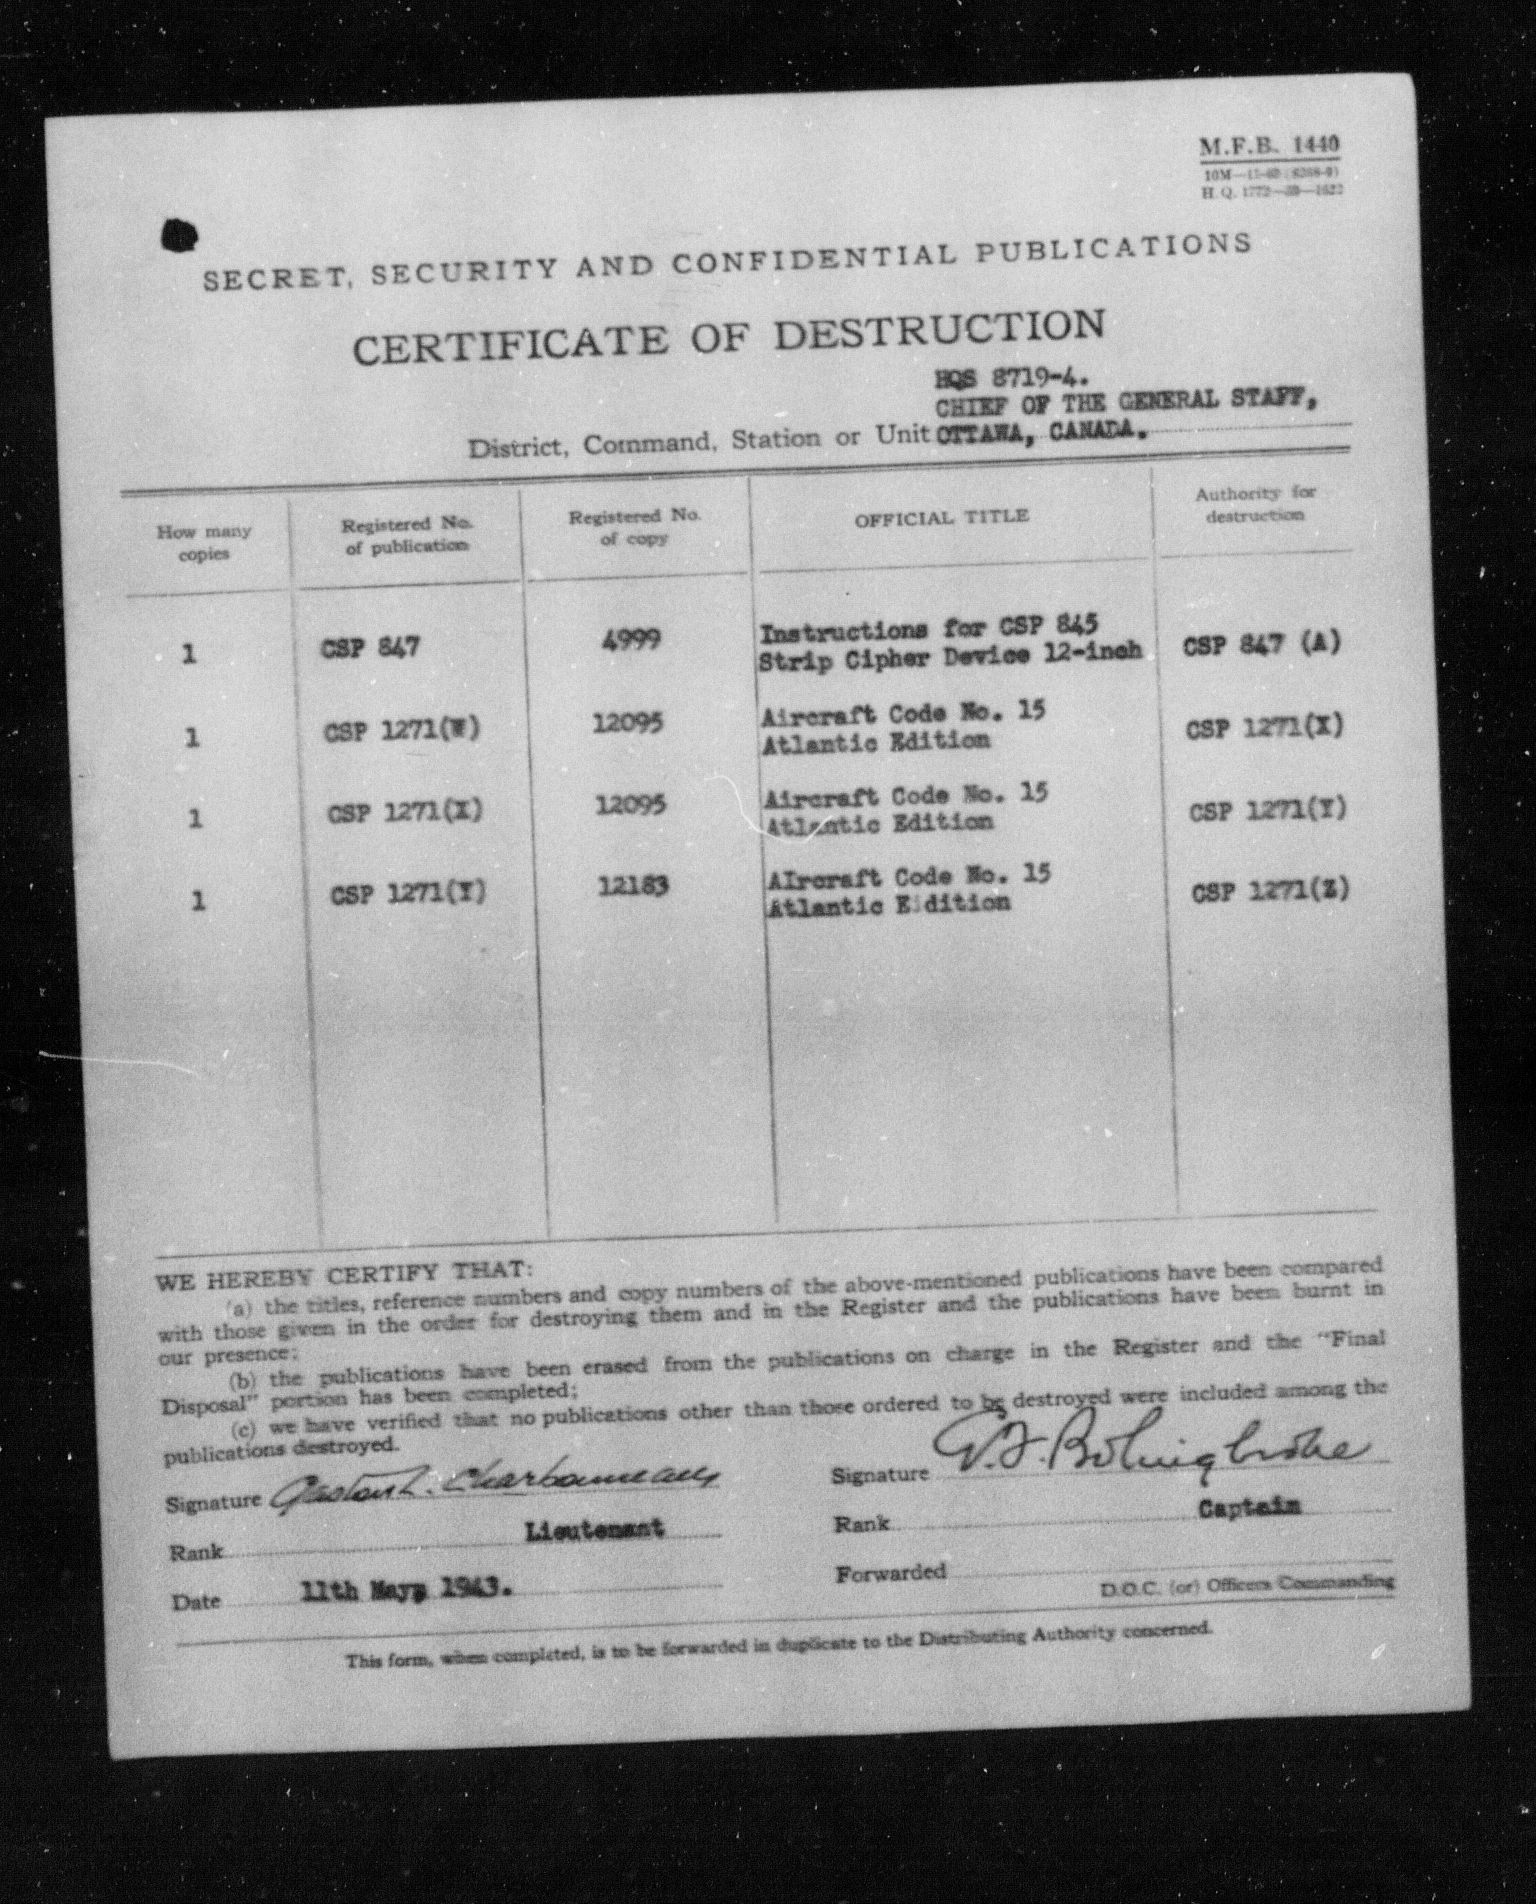 M.F.B. 1440
H. Q. 1772—39—1622
SECRET, SECURITY AND CONFIDENTIAL PUBLICATIONS
CERTIFICATE OF DESTRUCTION
HQS 8719-4.
CHIEF OF THE GENERAL STAFF,
District, Command, Station or Unit OTTAWA, CANADA.
How many copies Registered No. of publication Registered No. of copy OFFICIAL TITLE Authority for destruction
1 CSP 847 4999 Instructions for CSP 845 CSP 847 (A)
Strip Cipher Device 12-inch
1 CSP 1271(W) 12095 Aircraft Code No. 15 CSP 1271(X)
Atlantic Edition
1 CSP 1271(X) 12095 Aircraft Code No. 15 CSP 1271(Y)
Atlantic Edition
1 CSP 1271(Y) 12183 AIrcraft Code No. 15 CSP 1271(Z)
Atlantic E dition
WE HEREBY CERTIFY THAT:
(a) the titles, reference numbers and copy numbers of the above-mentioned publications have been compared
with those given in the order for destroying them and in the Register and the publications have been burnt in
our presence;
(b) the publications have been erased from the publications on charge in the Register and the "Final
Disposal" portion has been completed;
(c) we have verified that no publications other than those ordered to be destroyed were included among the
publications destroyed.
Signature Gaston L. Charbonneau Signature E.F. Bolingbroke
Rank Lieutenant Rank Captain
Date 11th May, 1943. Forwarded
D.O.C. (or) Officers Commanding
This form, when completed, is to be forwarded in duplicate to the Distributing Authority concerned.